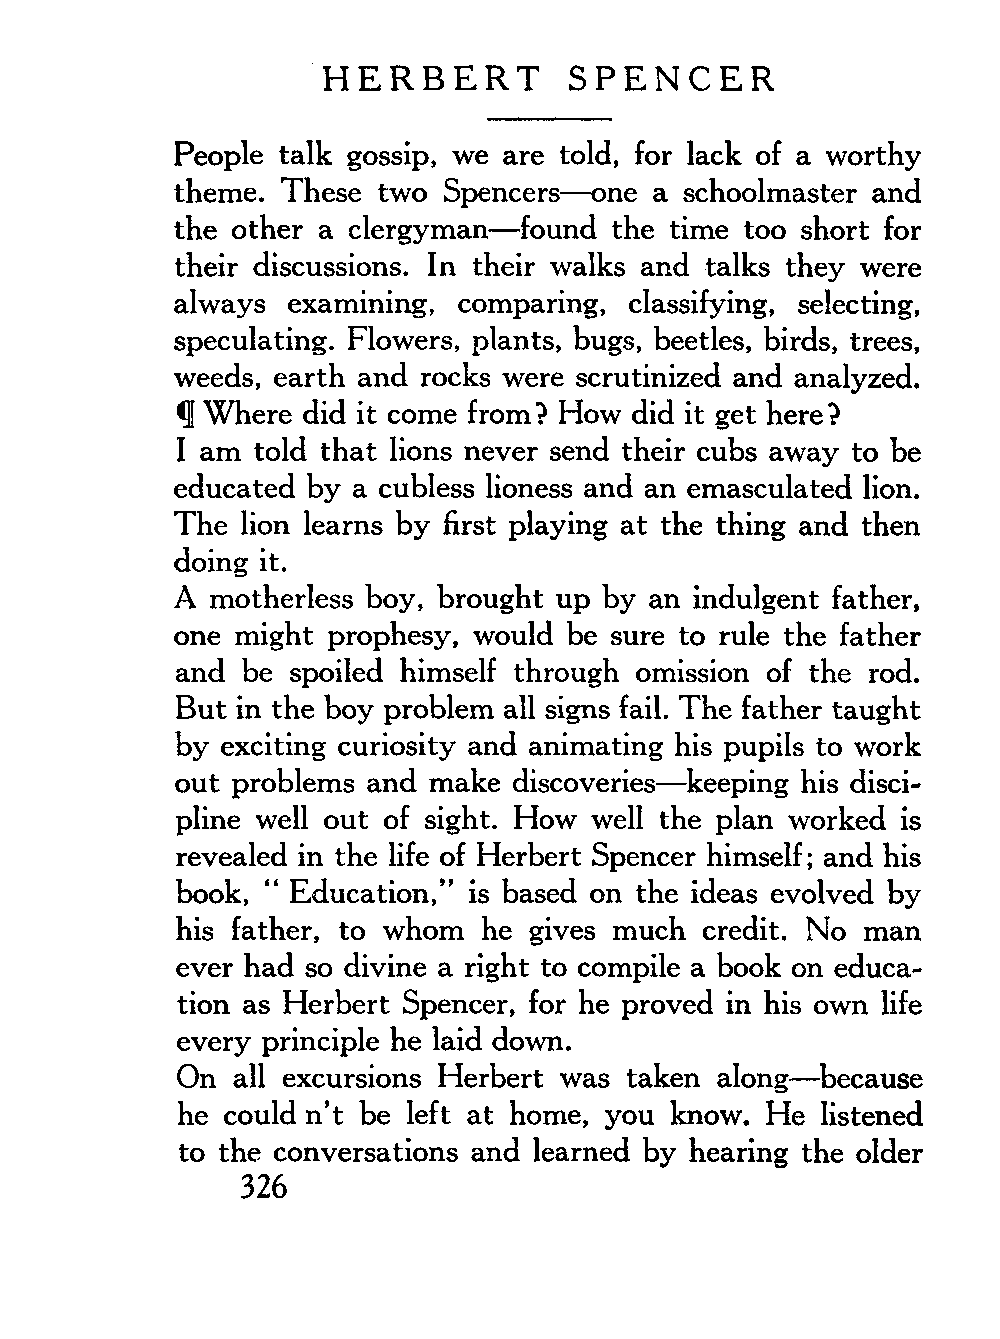 HERBERT SPENCER
People talk gossip, we are told, for lack of a worthy
theme. These two Spencers—one a schoolmaster and
the other a clergyman—found the time too short for
their discussions. In their walks and talks they were
always examining, comparing, classifying, selecting,
speculating. Flowers, plants, bugs, beetles, birds, trees,
weeds, earth and rocks were scrutinized and analyzed.
¶ Where did it come from? How did it get here?
I am told that lions never send their cubs away to be
educated by a cubless lioness and an emasculated lion.
The lion learns by first playing at the thing and then
doing it.
A motherless boy, brought up by an indulgent father,
one might prophesy, would be sure to rule the father
and be spoiled himself through omission of the rod.
But in the boy problem all signs fail. The father taught
by exciting curiosity and animating his pupils to work
out problems and make discoveries—keeping his disci-
pline well out of sight. How well the plan worked is
revealed in the life of Herbert Spencer himself; and his
book, “ Education,” is based on the ideas evolved by
his father, to whom he gives much credit. No man
ever had so divine a right to compile a book on educa-
tion as Herbert Spencer, for he proved in his own life
every principle he laid down.
On all excursions Herbert was taken along—because
he could n't be left at home, you know. He listened
to the conversations and learned by hearing the older
326